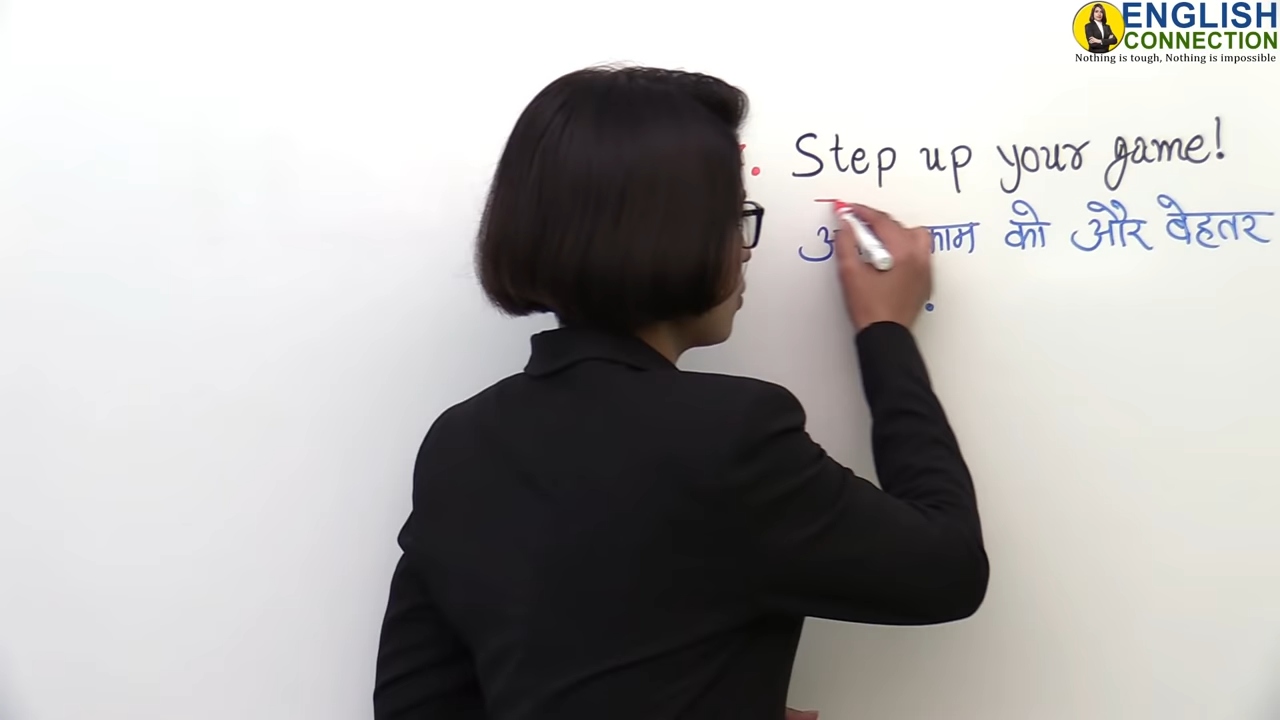 ENGLISH
CONNECTION
Nothing is tough, Nothing is impossible
Step up your game!
काम को और बेहतर